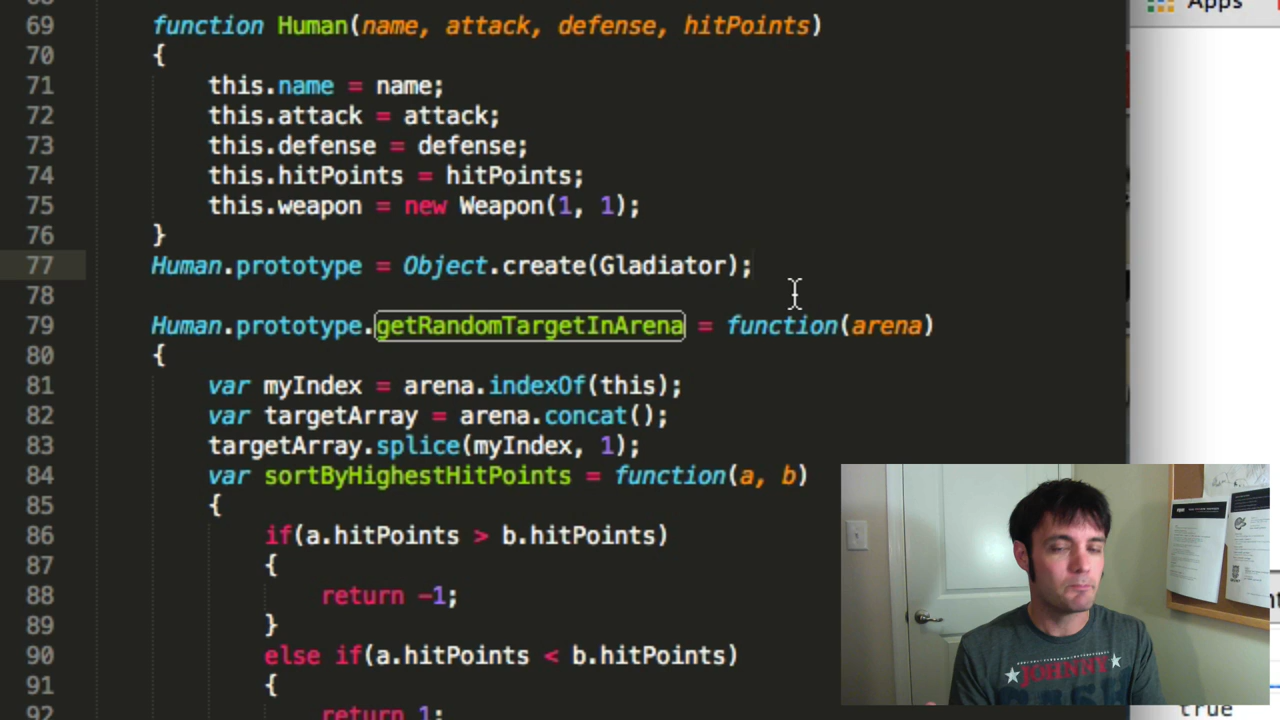 68
Apps
69 function Human(name, attack, defense, hitPoints)
70 {
71 this.name = name;
72 this.attack = attack;
73 this.defense = defense;
74 this.hitPoints = hitPoints;
75 this.weapon = new Weapon(1, 1);
76 }
77 Human.prototype = Object.create(Gladiator);
78
79 Human.prototype.getRandomTargetInArena = function(arena)
80 {
81 var myIndex = arena.indexOf(this);
82 var targetArray = arena.concat();
83 targetArray.splice(myIndex, 1);
84 var sortByHighestHitPoints = function(a, b)
85 {
86 if(a.hitPoints > b.hitPoints)
87 {
88 return -1;
89 }
90 else if(a.hitPoints < b.hitPoints)
91 {
92 return 1;
JOHNNY
CASH
true